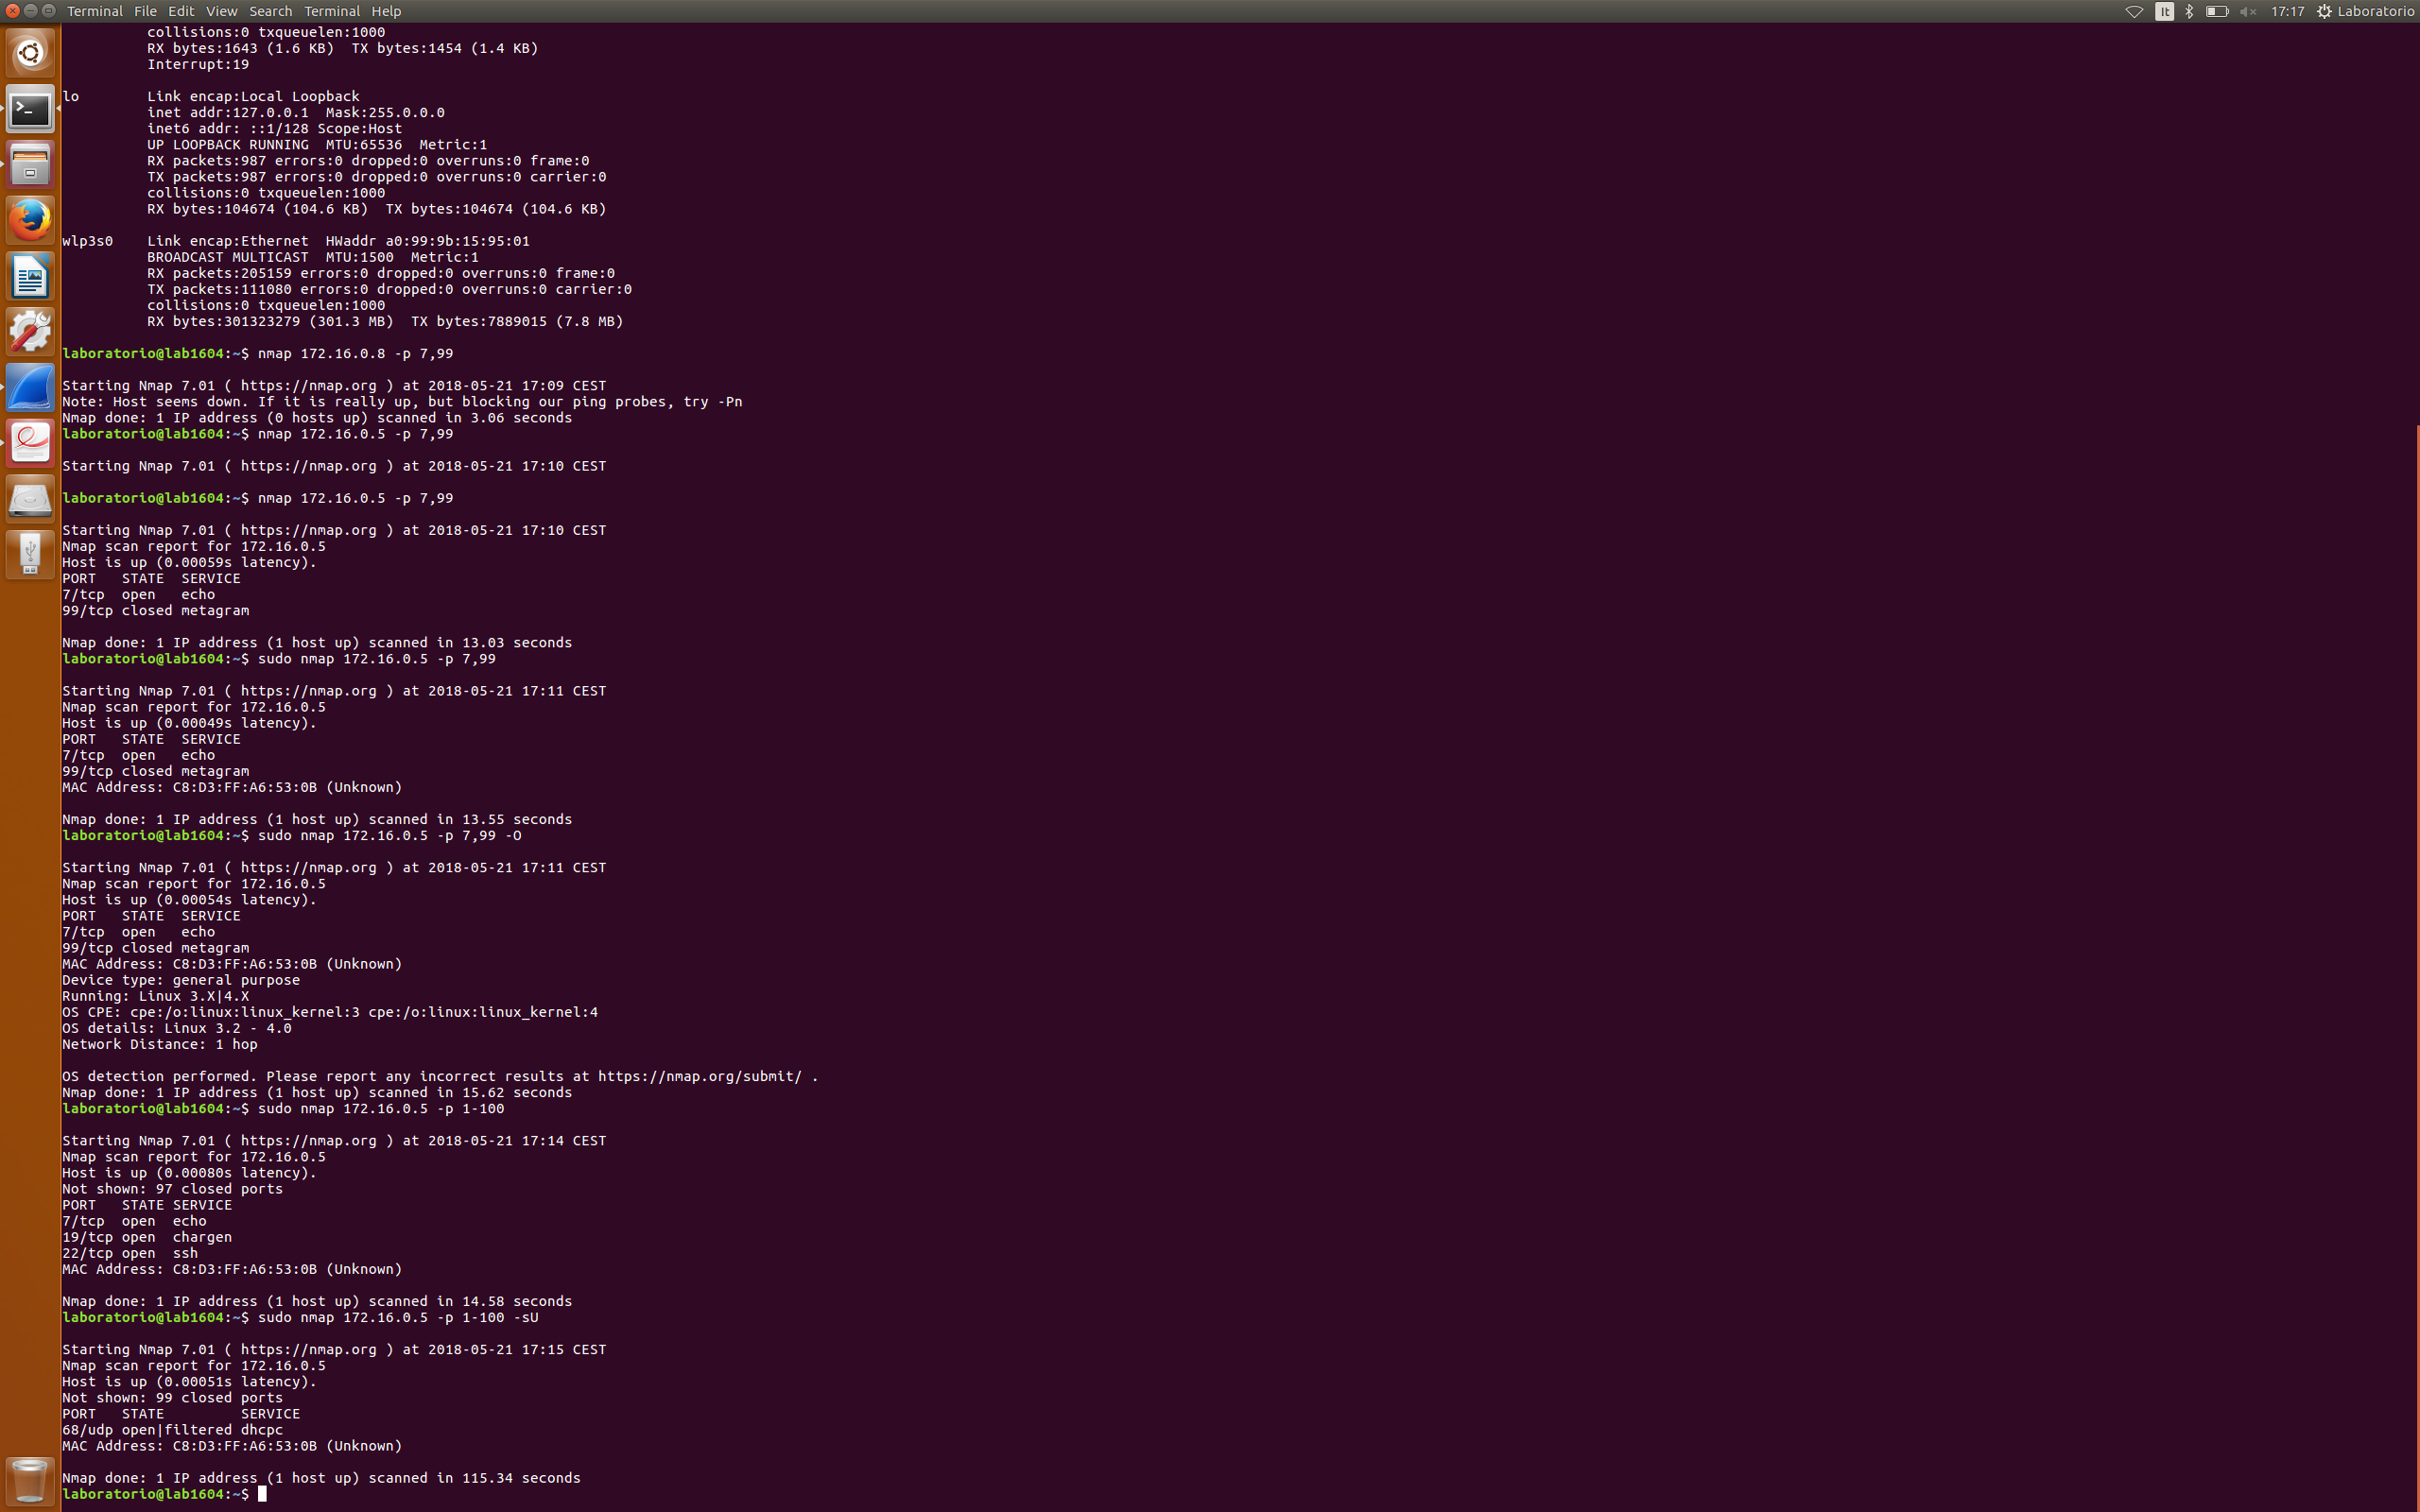 Terminal File Edit View Search Terminal Help It 17:17 Laboratorio
collisions:0 txqueuelen:1000
RX bytes:1643 (1.6 KB)  TX bytes:1454 (1.4 KB)
Interrupt:19
lo        Link encap:Local Loopback
inet addr:127.0.0.1  Mask:255.0.0.0
inet6 addr: ::1/128 Scope:Host
UP LOOPBACK RUNNING  MTU:65536  Metric:1
RX packets:987 errors:0 dropped:0 overruns:0 frame:0
TX packets:987 errors:0 dropped:0 overruns:0 carrier:0
collisions:0 txqueuelen:1000
RX bytes:104674 (104.6 KB)  TX bytes:104674 (104.6 KB)
wlp3s0    Link encap:Ethernet  HWaddr a0:99:9b:15:95:01
BROADCAST MULTICAST  MTU:1500  Metric:1
RX packets:205159 errors:0 dropped:0 overruns:0 frame:0
TX packets:111080 errors:0 dropped:0 overruns:0 carrier:0
collisions:0 txqueuelen:1000
RX bytes:301323279 (301.3 MB)  TX bytes:7889015 (7.8 MB)
laboratorio@lab1604:~$ nmap 172.16.0.8 -p 7,99
Starting Nmap 7.01 ( https://nmap.org ) at 2018-05-21 17:09 CEST
Note: Host seems down. If it is really up, but blocking our ping probes, try -Pn
Nmap done: 1 IP address (0 hosts up) scanned in 3.06 seconds
laboratorio@lab1604:~$ nmap 172.16.0.5 -p 7,99
Starting Nmap 7.01 ( https://nmap.org ) at 2018-05-21 17:10 CEST
laboratorio@lab1604:~$ nmap 172.16.0.5 -p 7,99
Starting Nmap 7.01 ( https://nmap.org ) at 2018-05-21 17:10 CEST
Nmap scan report for 172.16.0.5
Host is up (0.00059s latency).
PORT   STATE  SERVICE
7/tcp  open   echo
99/tcp closed metagram
Nmap done: 1 IP address (1 host up) scanned in 13.03 seconds
laboratorio@lab1604:~$ sudo nmap 172.16.0.5 -p 7,99
Starting Nmap 7.01 ( https://nmap.org ) at 2018-05-21 17:11 CEST
Nmap scan report for 172.16.0.5
Host is up (0.00049s latency).
PORT   STATE  SERVICE
7/tcp  open   echo
99/tcp closed metagram
MAC Address: C8:D3:FF:A6:53:0B (Unknown)
Nmap done: 1 IP address (1 host up) scanned in 13.55 seconds
laboratorio@lab1604:~$ sudo nmap 172.16.0.5 -p 7,99 -O
Starting Nmap 7.01 ( https://nmap.org ) at 2018-05-21 17:11 CEST
Nmap scan report for 172.16.0.5
Host is up (0.00054s latency).
PORT   STATE  SERVICE
7/tcp  open   echo
99/tcp closed metagram
MAC Address: C8:D3:FF:A6:53:0B (Unknown)
Device type: general purpose
Running: Linux 3.X|4.X
OS CPE: cpe:/o:linux:linux_kernel:3 cpe:/o:linux:linux_kernel:4
OS details: Linux 3.2 - 4.0
Network Distance: 1 hop
OS detection performed. Please report any incorrect results at https://nmap.org/submit/ .
Nmap done: 1 IP address (1 host up) scanned in 15.62 seconds
laboratorio@lab1604:~$ sudo nmap 172.16.0.5 -p 1-100
Starting Nmap 7.01 ( https://nmap.org ) at 2018-05-21 17:14 CEST
Nmap scan report for 172.16.0.5
Host is up (0.00080s latency).
Not shown: 97 closed ports
PORT   STATE SERVICE
7/tcp  open  echo
19/tcp open  chargen
22/tcp open  ssh
MAC Address: C8:D3:FF:A6:53:0B (Unknown)
Nmap done: 1 IP address (1 host up) scanned in 14.58 seconds
laboratorio@lab1604:~$ sudo nmap 172.16.0.5 -p 1-100 -sU
Starting Nmap 7.01 ( https://nmap.org ) at 2018-05-21 17:15 CEST
Nmap scan report for 172.16.0.5
Host is up (0.00051s latency).
Not shown: 99 closed ports
PORT   STATE         SERVICE
68/udp open|filtered dhcpc
MAC Address: C8:D3:FF:A6:53:0B (Unknown)
Nmap done: 1 IP address (1 host up) scanned in 115.34 seconds
laboratorio@lab1604:~$